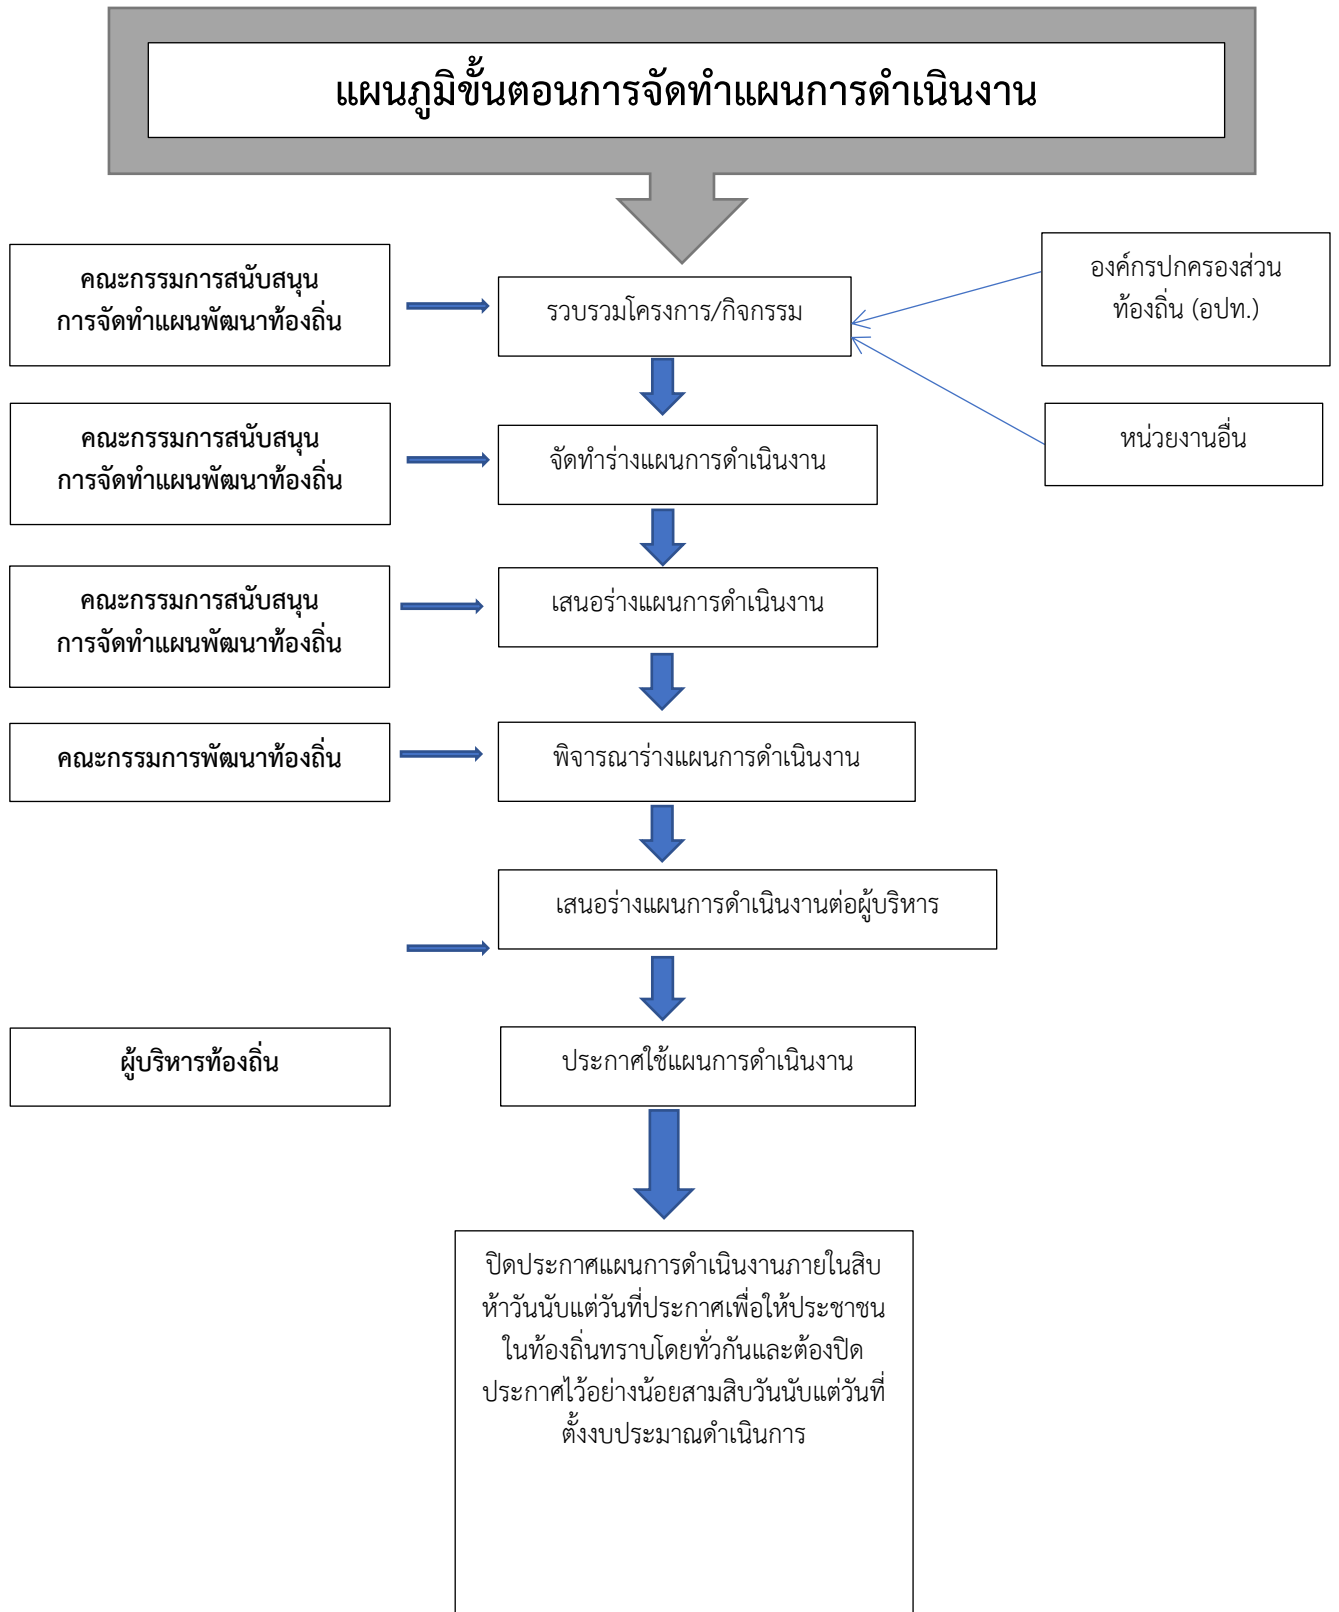 แผนภูมิขั้นตอนการจัดทำแผนการดำเนินงาน
คณะกรรมการสนับสนุน
การจัดทำแผนพัฒนาท้องถิ่น
รวบรวมโครงการ/กิจกรรม
องค์กรปกครองส่วน
ท้องถิ่น (อปท.)
คณะกรรมการสนับสนุน
การจัดทำแผนพัฒนาท้องถิ่น
จัดทำร่างแผนการดำเนินงาน
หน่วยงานอื่น
คณะกรรมการสนับสนุน
การจัดทำแผนพัฒนาท้องถิ่น
เสนอร่างแผนการดำเนินงาน
คณะกรรมการพัฒนาท้องถิ่น
พิจารณาร่างแผนการดำเนินงาน
เสนอร่างแผนการดำเนินงานต่อผู้บริหาร
ผู้บริหารท้องถิ่น
ประกาศใช้แผนการดำเนินงาน
ปิดประกาศแผนการดำเนินงานภายในสิบ
ห้าวันนับแต่วันที่ประกาศเพื่อให้ประชาชน
ในท้องถิ่นทราบโดยทั่วกันและต้องปิด
ประกาศไว้อย่างน้อยสามสิบวันนับแต่วันที่
ตั้งงบประมาณดำเนินการ